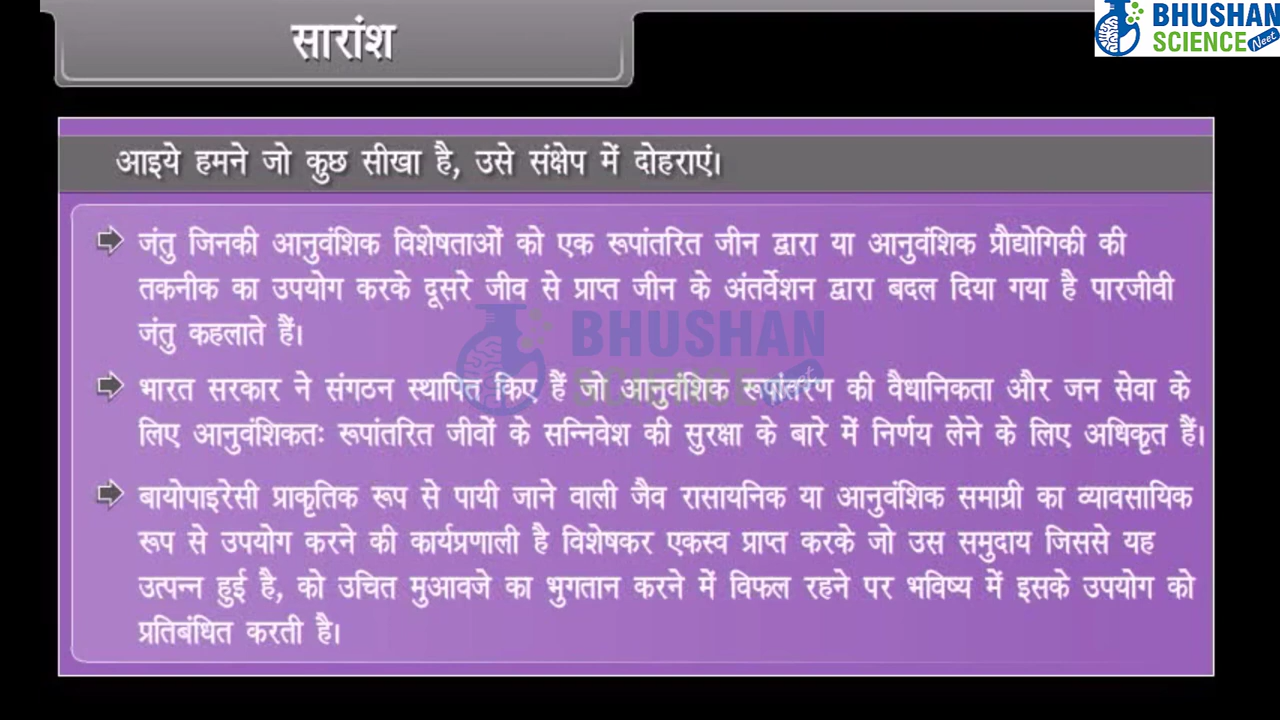 सारांश
BHUSHAN
SCIENCE Neet
आइये हमने जो कुछ सीखा है, उसे संक्षेप में दोहराएं।
जंतु जिनकी आनुवंशिक विशेषताओं को एक रूपांतरित जीन द्वारा या आनुवंशिक प्रौद्योगिकी की
तकनीक का उपयोग करके दूसरे जीव से प्राप्त जीन के अंतर्वेशन द्वारा बदल दिया गया है पारजीवी
जंतु कहलाते हैं।
BHUSHAN
SCIENCE Neet
भारत सरकार ने संगठन स्थापित किए हैं जो आनुवंशिक रूपांतरण की वैधानिकता और जन सेवा के
लिए आनुवंशिकतः रूपांतरित जीवों के सन्निवेश की सुरक्षा के बारे में निर्णय लेने के लिए अधिकृत हैं।
बायोपाइरेसी प्राकृतिक रूप से पायी जाने वाली जैव रासायनिक या आनुवंशिक समाग्री का व्यावसायिक
रूप से उपयोग करने की कार्यप्रणाली है विशेषकर एकस्व प्राप्त करके जो उस समुदाय जिससे यह
उत्पन्न हुई है, को उचित मुआवजे का भुगतान करने में विफल रहने पर भविष्य में इसके उपयोग को
प्रतिबंधित करती है।